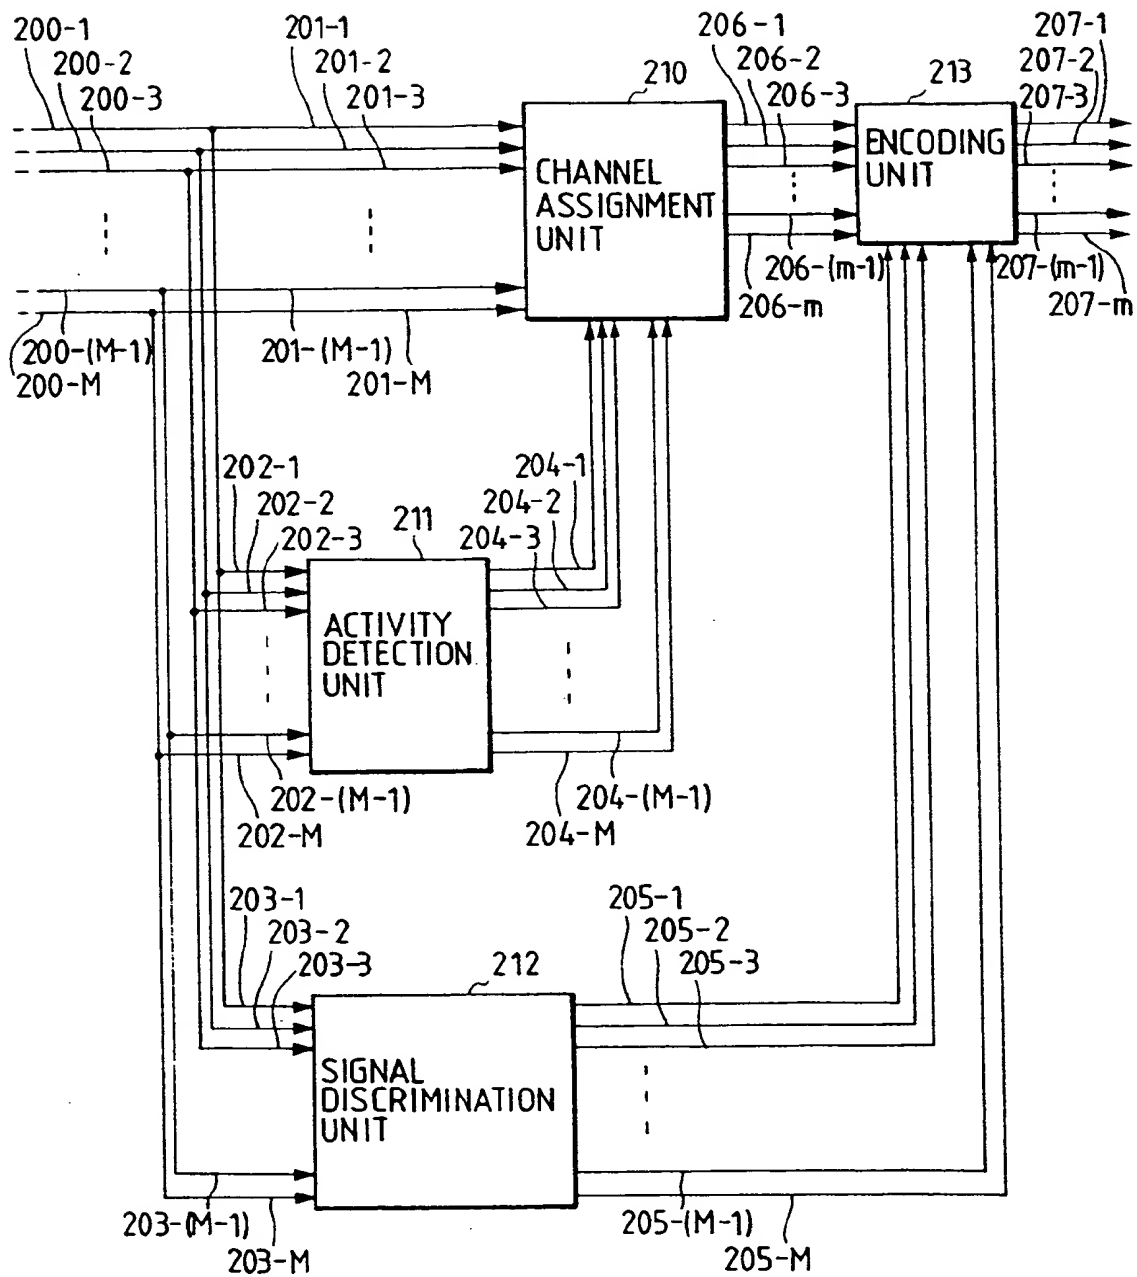 200-1
200-2
200-3
201-1
201-2
201-3
210
206-1
206-2
206-3
213
207-1
207-2
207-3
CHANNEL
ASSIGNMENT
UNIT
ENCODING
UNIT
200-(M-1)
200-M
201-(M-1)
201-M
206-(m-1)
206-m
207-(m-1)
207-m
202-1
202-2
202-3
211
204-1
204-2
204-3
ACTIVITY
DETECTION
UNIT
202-(M-1)
202-M
204-(M-1)
204-M
203-1
203-2
203-3
212
205-1
205-2
205-3
SIGNAL
DISCRIMINATION
UNIT
203-(M-1)
203-M
205-(M-1)
205-M